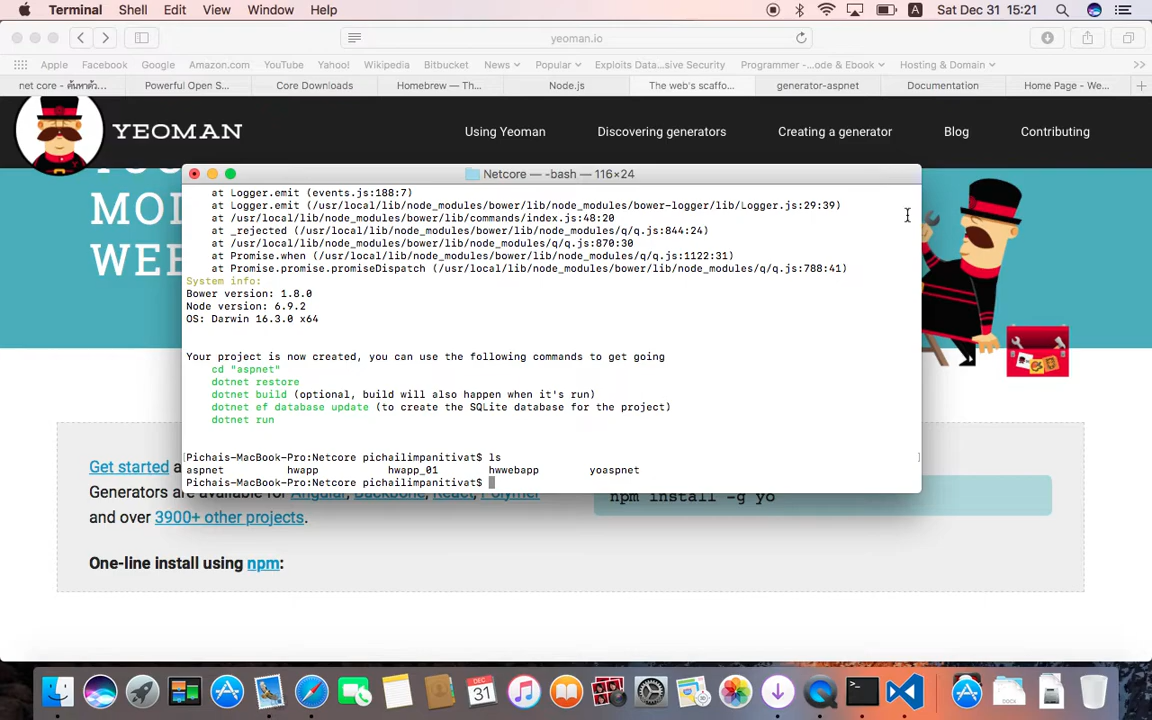 Terminal Shell Edit View Window Help A Sat Dec 31 15:21
yeoman.io
Apple Facebook Google Amazon.com YouTube Yahoo! Wikipedia Bitbucket News Popular Exploits Data...sive Security Programmer -...ode & Ebook Hosting & Domain
Powerful Open S... Core Downloads Homebrew — Th... Node.js The web's scaffo... generator-aspnet Documentation Home Page - We...
YEOMAN Using Yeoman Discovering generators Creating a generator Blog Contributing
Netcore — -bash — 116×24
at Logger.emit (events.js:188:7)
at Logger.emit (/usr/local/lib/node_modules/bower/lib/node_modules/bower-logger/lib/Logger.js:29:39)
at /usr/local/lib/node_modules/bower/lib/commands/index.js:48:20
at _rejected (/usr/local/lib/node_modules/bower/lib/node_modules/q/q.js:844:24)
at /usr/local/lib/node_modules/bower/lib/node_modules/q/q.js:870:30
at Promise.when (/usr/local/lib/node_modules/bower/lib/node_modules/q/q.js:1122:31)
at Promise.promise.promiseDispatch (/usr/local/lib/node_modules/bower/lib/node_modules/q/q.js:788:41)
System info:
Bower version: 1.8.0
Node version: 6.9.2
OS: Darwin 16.3.0 x64
Your project is now created, you can use the following commands to get going
cd "aspnet"
dotnet restore
dotnet build (optional, build will also happen when it's run)
dotnet ef database update (to create the SQLite database for the project)
dotnet run
Pichais-MacBook-Pro:Netcore pichailimpanitivat$ ls
aspnet hwapp hwapp_01 hwwebapp yoaspnet
Pichais-MacBook-Pro:Netcore pichailimpanitivat$
Get started a
Generators are available for Angular, Backbone, React, Polymer
and over 3900+ other projects.
npm install -g yo
One-line install using npm:
DEC
31